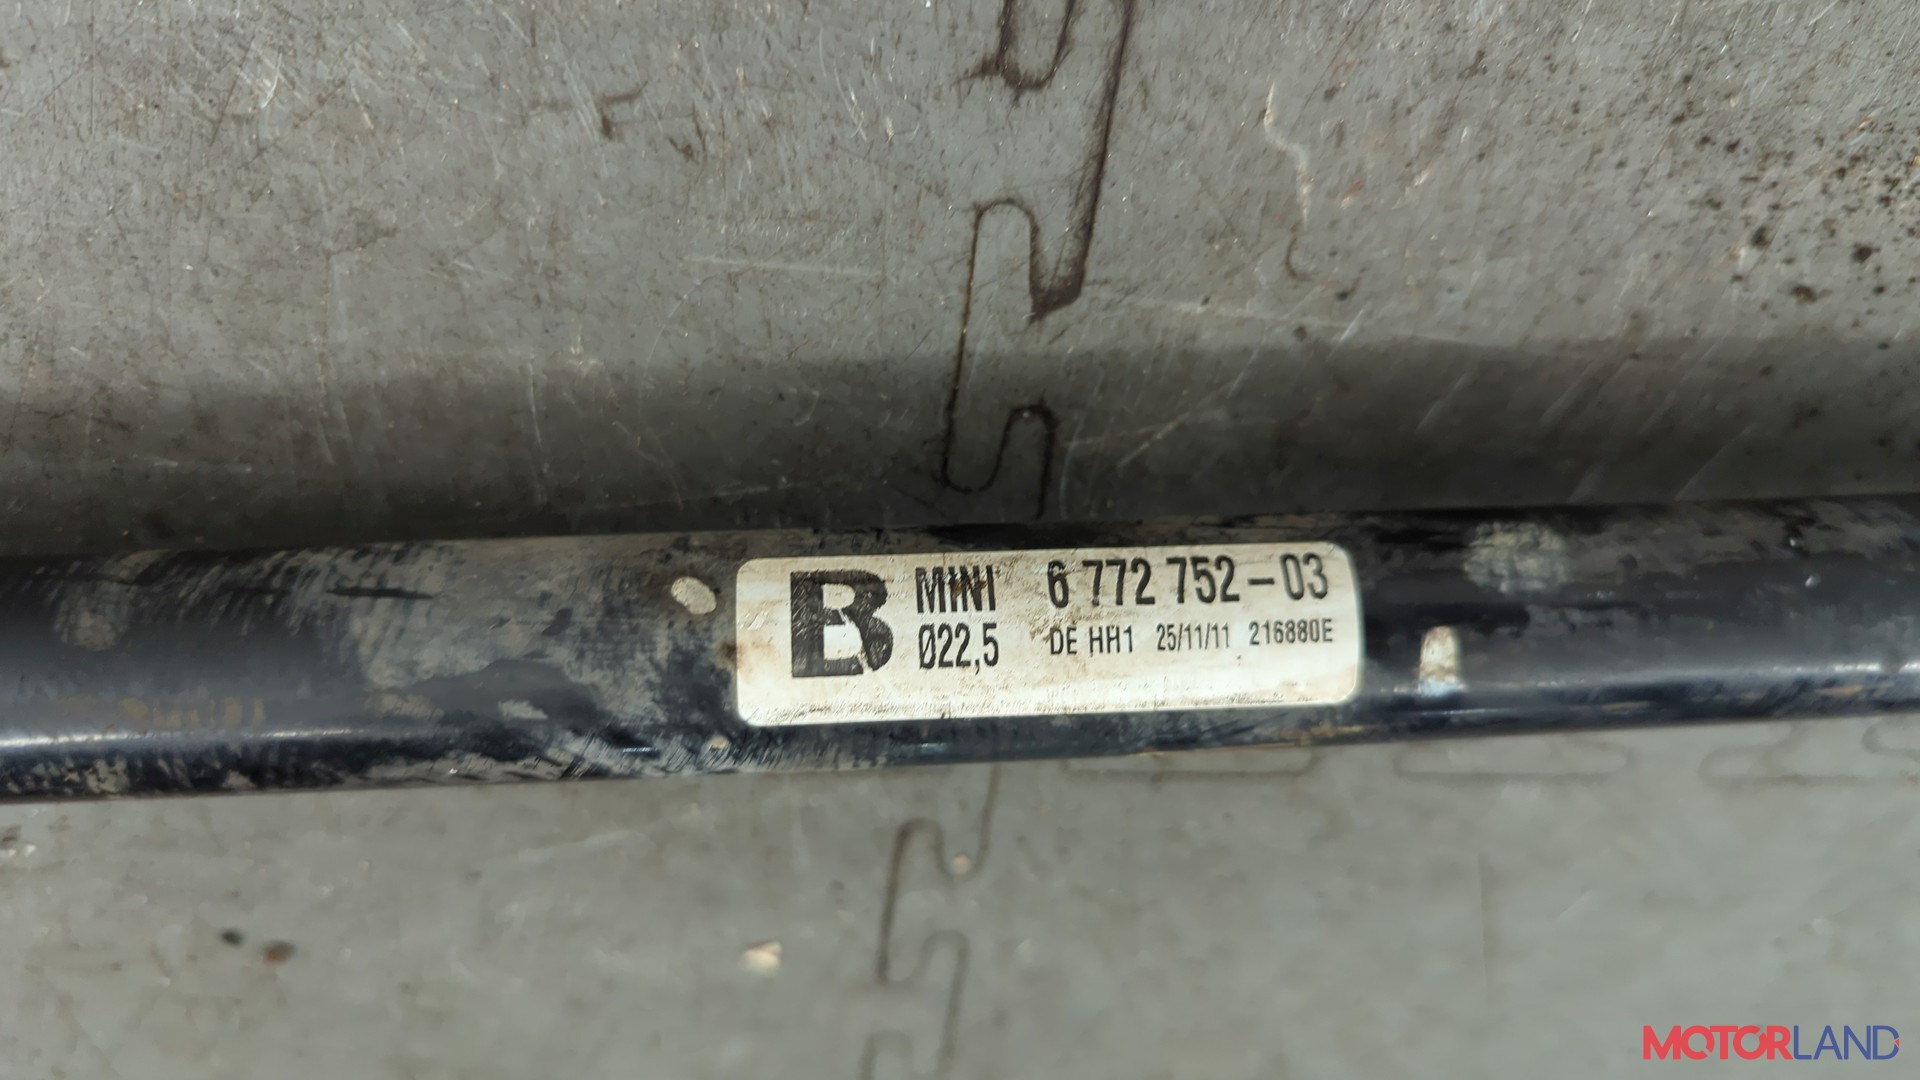 B MINI 6 772 752-03
Ø22,5 DE HH1 25/11/11 216880E
MOTORLAND